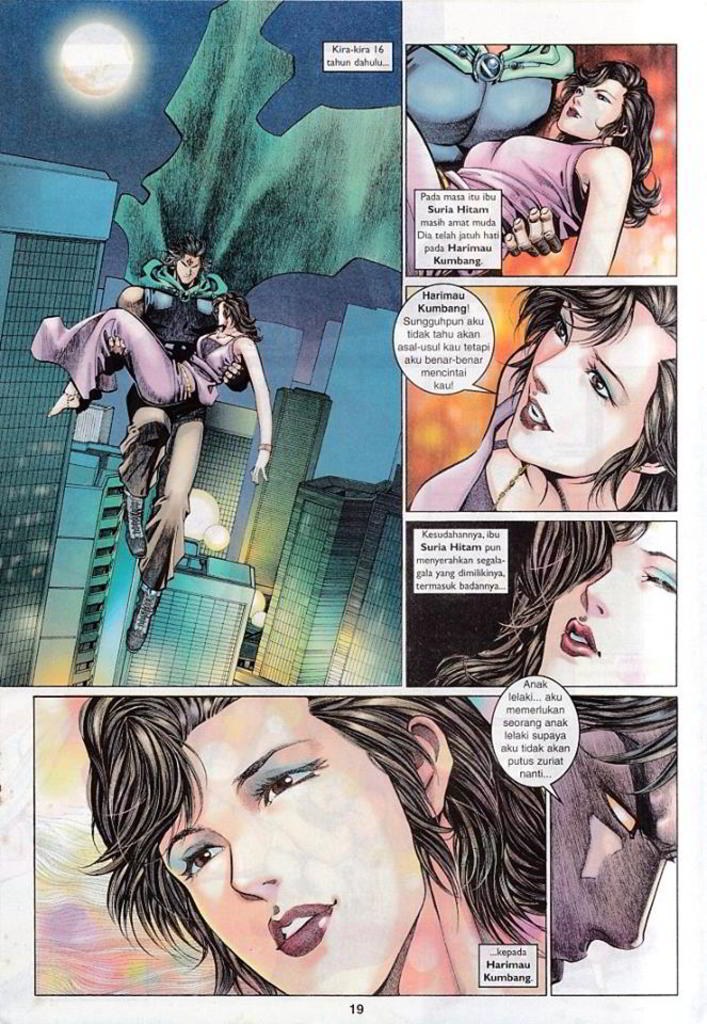 Kira-kira 16
tahun dahulu...
Pada masa itu ibu
Suria Hitam
masih amat muda
Dia telah jatuh hati
pada Harimau
Kumbang.
Harimau
Kumbang!
Sungguhpun aku
tidak tahu akan
asal-usul kau tetapi
aku benar-benar
mencintai
kau!
Kesudahannya, ibu
Suria Hitam pun
menyerahkan segala-
gala yang dimilikinya,
termasuk badannya...
...kepada
Harimau
Kumbang.
Anak
lelaki... aku
memerlukan
seorang anak
lelaki supaya
aku tidak akan
putus zuriat
nanti...
19